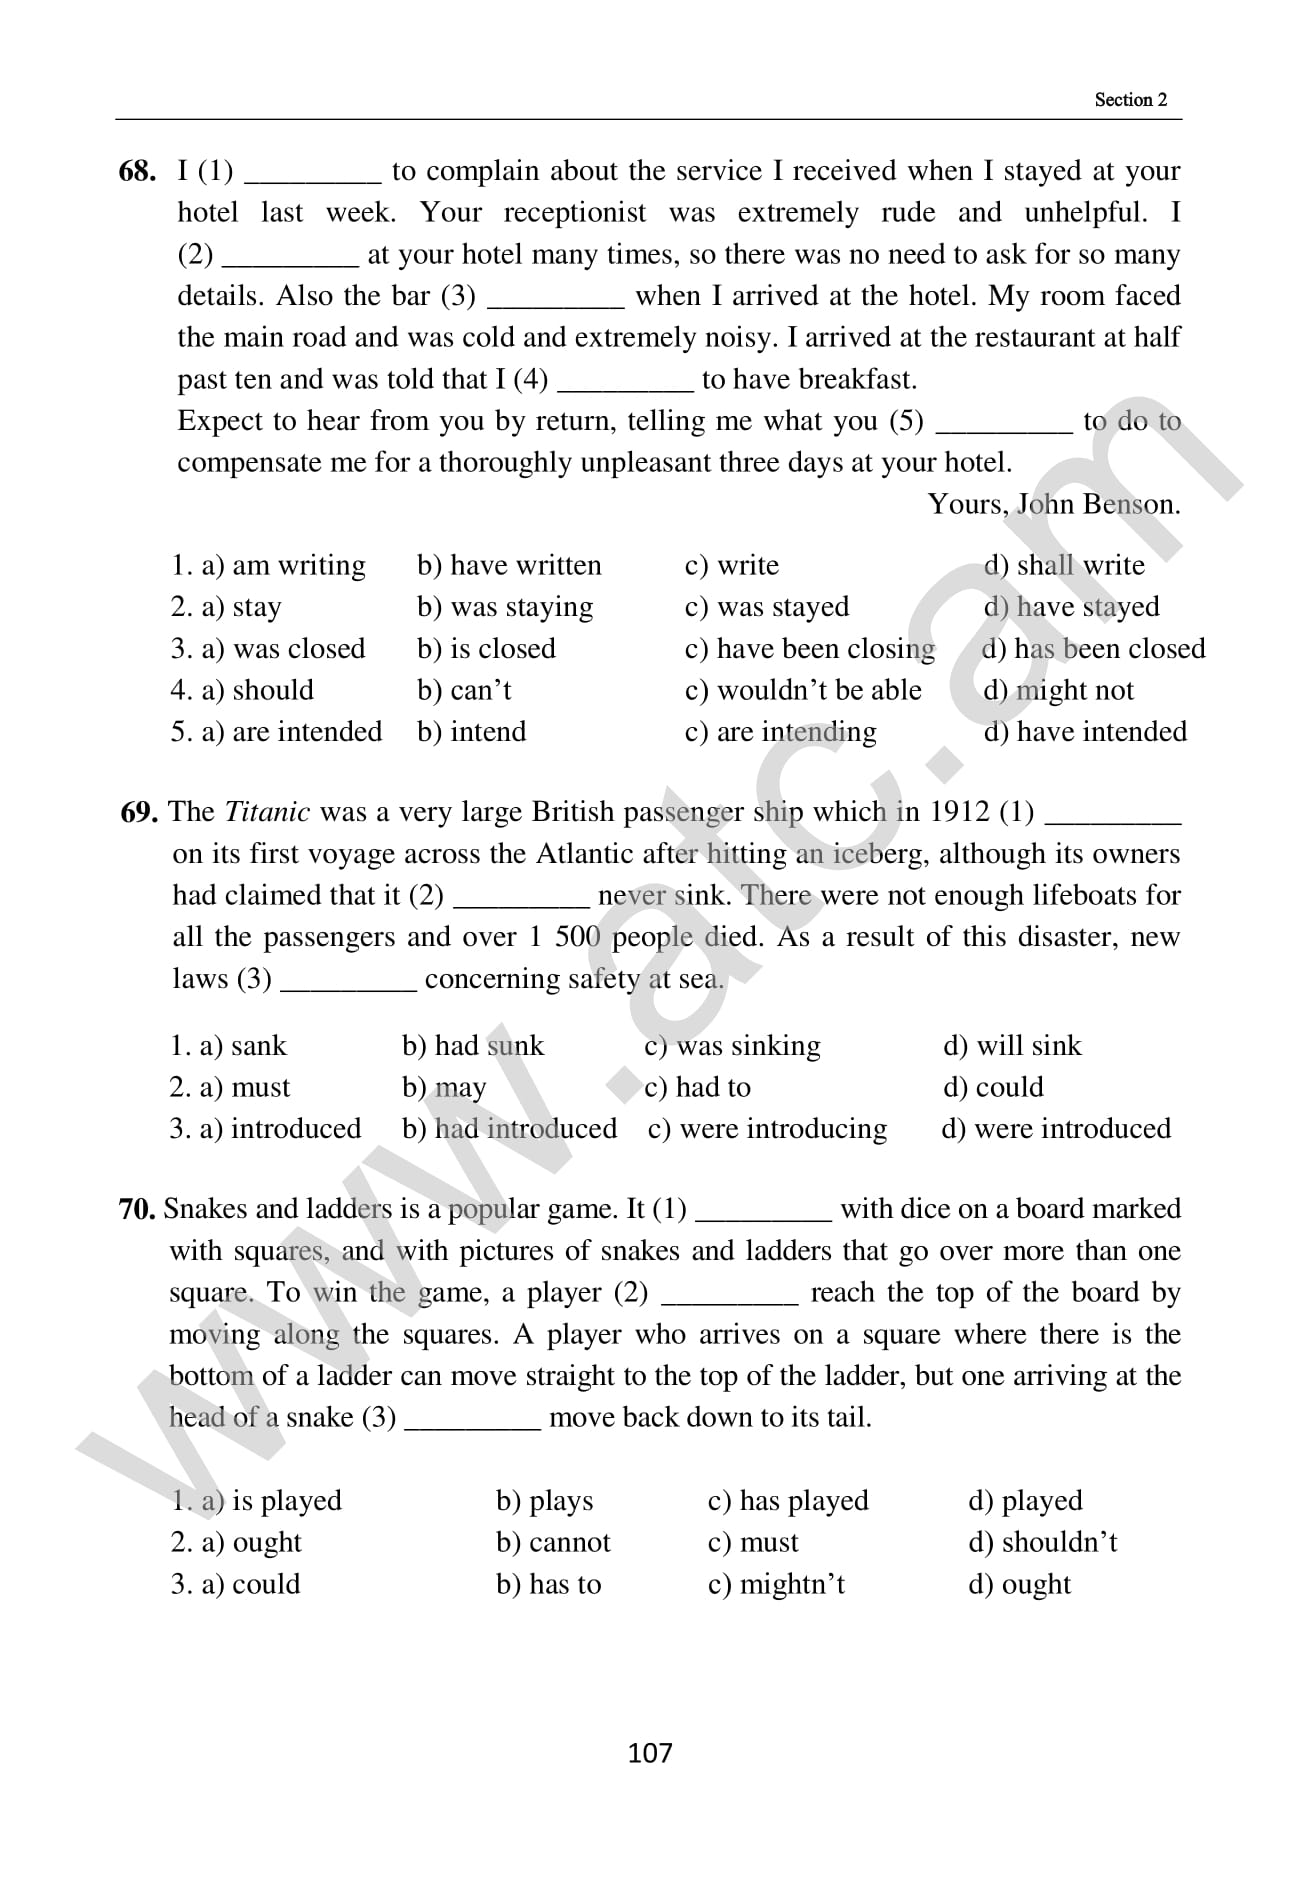 Section 2
68. I (1) _________ to complain about the service I received when I stayed at your
hotel last week. Your receptionist was extremely rude and unhelpful. I
(2) _________ at your hotel many times, so there was no need to ask for so many
details. Also the bar (3) _________ when I arrived at the hotel. My room faced
the main road and was cold and extremely noisy. I arrived at the restaurant at half
past ten and was told that I (4) _________ to have breakfast.
Expect to hear from you by return, telling me what you (5) _________ to do to
compensate me for a thoroughly unpleasant three days at your hotel.
Yours, John Benson.
1. a) am writing b) have written c) write d) shall write
2. a) stay b) was staying c) was stayed d) have stayed
3. a) was closed b) is closed c) have been closing d) has been closed
4. a) should b) can’t c) wouldn’t be able d) might not
5. a) are intended b) intend c) are intending d) have intended
69. The Titanic was a very large British passenger ship which in 1912 (1) _________
on its first voyage across the Atlantic after hitting an iceberg, although its owners
had claimed that it (2) _________ never sink. There were not enough lifeboats for
all the passengers and over 1 500 people died. As a result of this disaster, new
laws (3) _________ concerning safety at sea.
1. a) sank b) had sunk c) was sinking d) will sink
2. a) must b) may c) had to d) could
3. a) introduced b) had introduced c) were introducing d) were introduced
70. Snakes and ladders is a popular game. It (1) _________ with dice on a board marked
with squares, and with pictures of snakes and ladders that go over more than one
square. To win the game, a player (2) _________ reach the top of the board by
moving along the squares. A player who arrives on a square where there is the
bottom of a ladder can move straight to the top of the ladder, but one arriving at the
head of a snake (3) _________ move back down to its tail.
1. a) is played b) plays c) has played d) played
2. a) ought b) cannot c) must d) shouldn’t
3. a) could b) has to c) mightn’t d) ought
107
www.atc.am